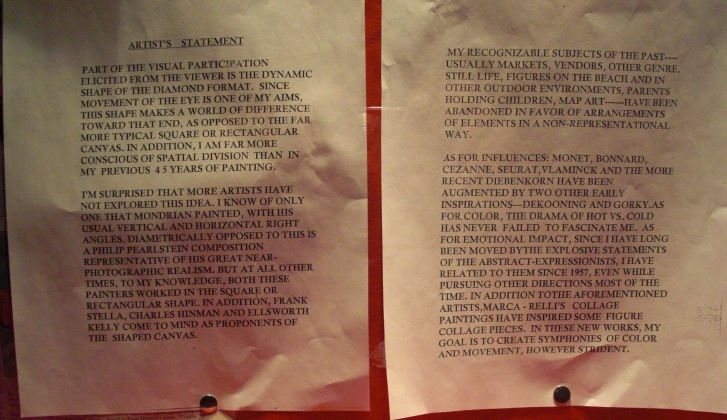 ARTIST'S STATEMENT
PART OF THE VISUAL PARTICIPATION
ELICITED FROM THE VIEWER IS THE DYNAMIC
SHAPE OF THE DIAMOND FORMAT. SINCE
MOVEMENT OF THE EYE IS ONE OF MY AIMS,
THIS SHAPE MAKES A WORLD OF DIFFERENCE
TOWARD THAT END, AS OPPOSED TO THE FAR
MORE TYPICAL SQUARE OR RECTANGULAR
CANVAS. IN ADDITION, I AM FAR MORE
CONSCIOUS OF SPATIAL DIVISION THAN IN
MY PREVIOUS 45 YEARS OF PAINTING.
I'M SURPRISED THAT MORE ARTISTS HAVE
NOT EXPLORED THIS IDEA. I KNOW OF ONLY
ONE THAT MONDRIAN PAINTED, WITH HIS
USUAL VERTICAL AND HORIZONTAL RIGHT
ANGLES. DIAMETRICALLY OPPOSED TO THIS IS
A PHILIP PEARLSTEIN COMPOSITION
REPRESENTATIVE OF HIS GREAT NEAR-
PHOTOGRAPHIC REALISM. BUT AT ALL OTHER
TIMES, TO MY KNOWLEDGE, BOTH THESE
PAINTERS WORKED IN THE SQUARE OR
RECTANGULAR SHAPE. IN ADDITION, FRANK
STELLA, CHARLES HINMAN AND ELLSWORTH
KELLY COME TO MIND AS PROPONENTS OF
THE SHAPED CANVAS.
MY RECOGNIZABLE SUBJECTS OF THE PAST----
USUALLY MARKETS, VENDORS, OTHER GENRE,
STILL LIFE, FIGURES ON THE BEACH AND IN
OTHER OUTDOOR ENVIRONMENTS, PARENTS
HOLDING CHILDREN, MAP ART------HAVE BEEN
ABANDONED IN FAVOR OF ARRANGEMENTS
OF ELEMENTS IN A NON-REPRESENTATIONAL
WAY.
AS FOR INFLUENCES: MONET, BONNARD,
CEZANNE, SEURAT,VLAMINCK AND THE MORE
RECENT DIEBENKORN HAVE BEEN
AUGMENTED BY TWO OTHER EARLY
INSPIRATIONS---DEKOONING AND GORKY.AS
FOR COLOR, THE DRAMA OF HOT VS. COLD
HAS NEVER FAILED TO FASCINATE ME. AS
FOR EMOTIONAL IMPACT, SINCE I HAVE LONG
BEEN MOVED BYTHE EXPLOSIVE STATEMENTS
OF THE ABSTRACT-EXPRESSIONISTS, I HAVE
RELATED TO THEM SINCE 1957, EVEN WHILE
PURSUING OTHER DIRECTIONS MOST OF THE
TIME. IN ADDITION TOTHE AFOREMENTIONED
ARTISTS,MARCA - RELLI'S COLLAGE
PAINTINGS HAVE INSPIRED SOME FIGURE
COLLAGE PIECES. IN THESE NEW WORKS, MY
GOAL IS TO CREATE SYMPHONIES OF COLOR
AND MOVEMENT, HOWEVER STRIDENT.